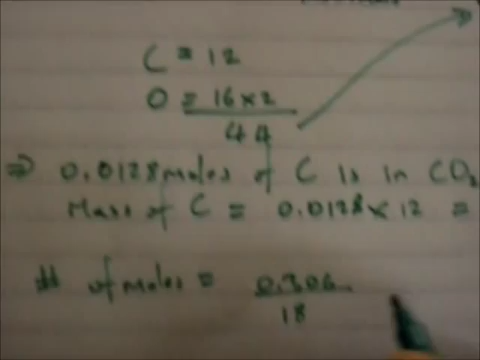 C = 12
O = 16×2
44
⇒ 0.0128 moles of C is in CO₂
Mass of C = 0.0128 × 12 =
# of moles = 0.306
18